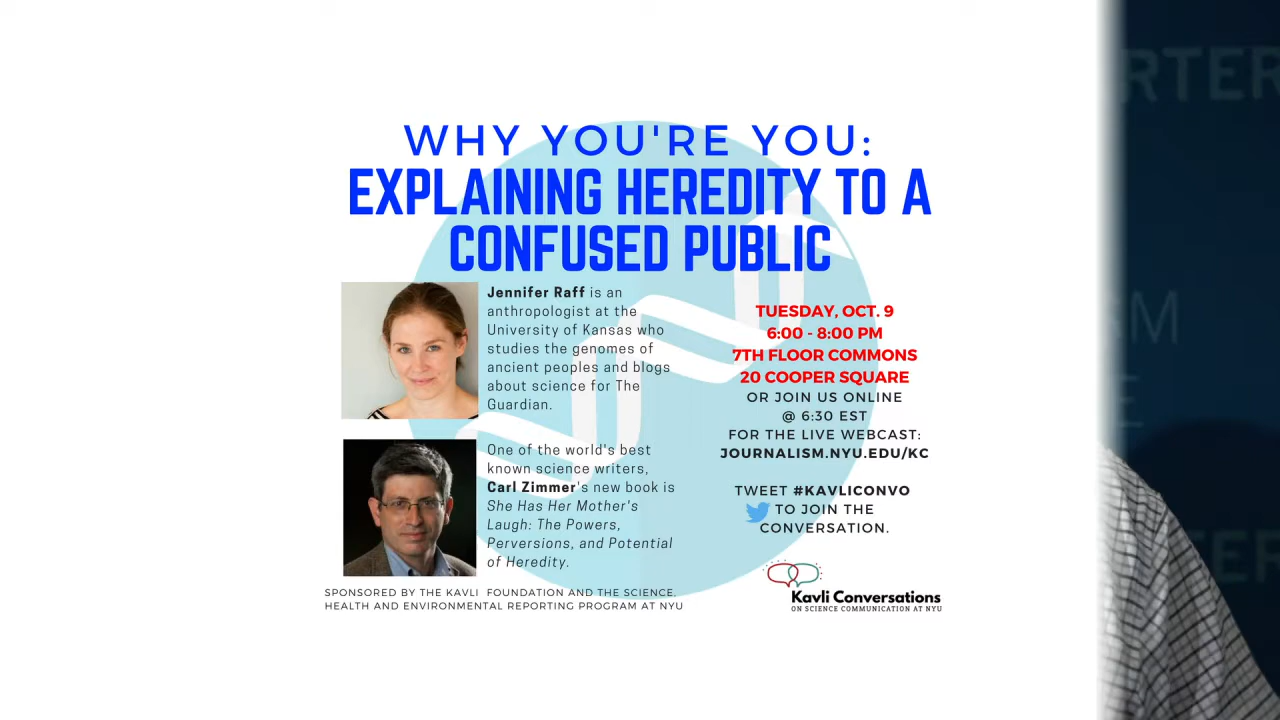 WHY YOU'RE YOU:
EXPLAINING HEREDITY TO A
CONFUSED PUBLIC
Jennifer Raff is an
anthropologist at the
University of Kansas who
studies the genomes of
ancient peoples and blogs
about science for The
Guardian.
One of the world's best
known science writers,
Carl Zimmer's new book is
She Has Her Mother's
Laugh: The Powers,
Perversions, and Potential
of Heredity.
TUESDAY, OCT. 9
6:00 - 8:00 PM
7TH FLOOR COMMONS
20 COOPER SQUARE
OR JOIN US ONLINE
@ 6:30 EST
FOR THE LIVE WEBCAST:
JOURNALISM.NYU.EDU/KC
TWEET #KAVLICONVO
TO JOIN THE
CONVERSATION.
SPONSORED BY THE KAVLI FOUNDATION AND THE SCIENCE,
HEALTH AND ENVIRONMENTAL REPORTING PROGRAM AT NYU
Kavli Conversations
ON SCIENCE COMMUNICATION AT NYU